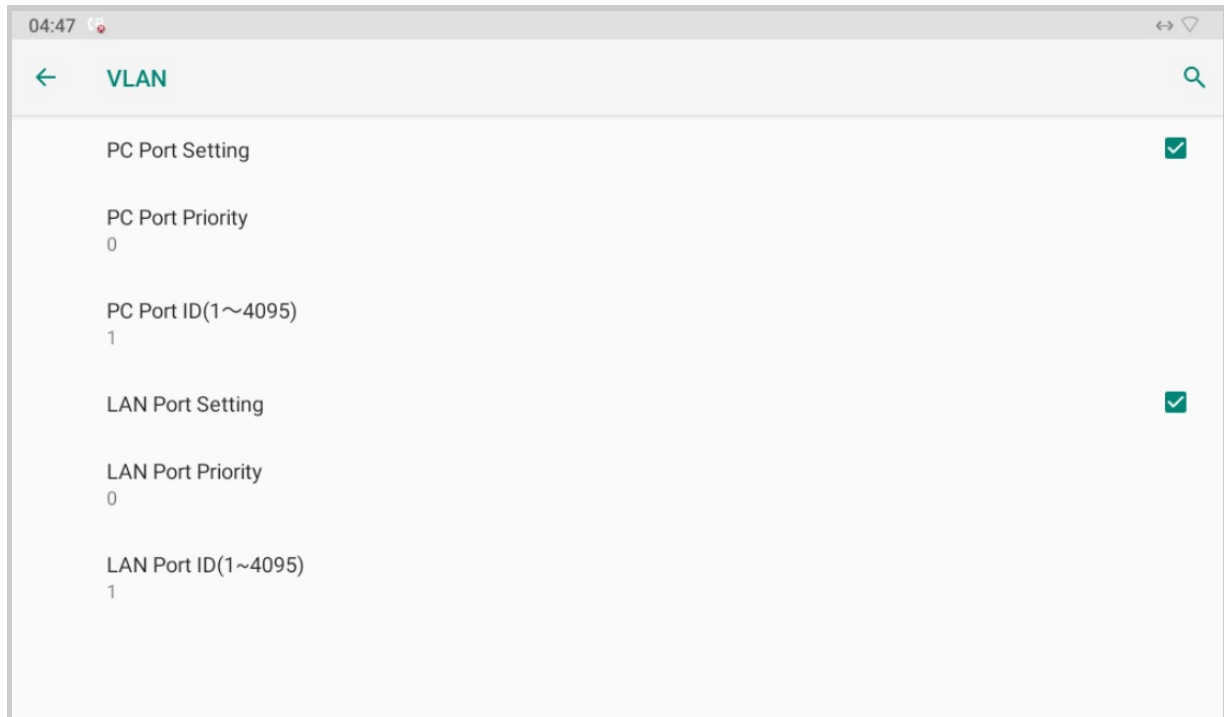 04:47
VLAN
PC Port Setting
PC Port Priority
0
PC Port ID(1～4095)
1
LAN Port Setting
LAN Port Priority
0
LAN Port ID(1~4095)
1